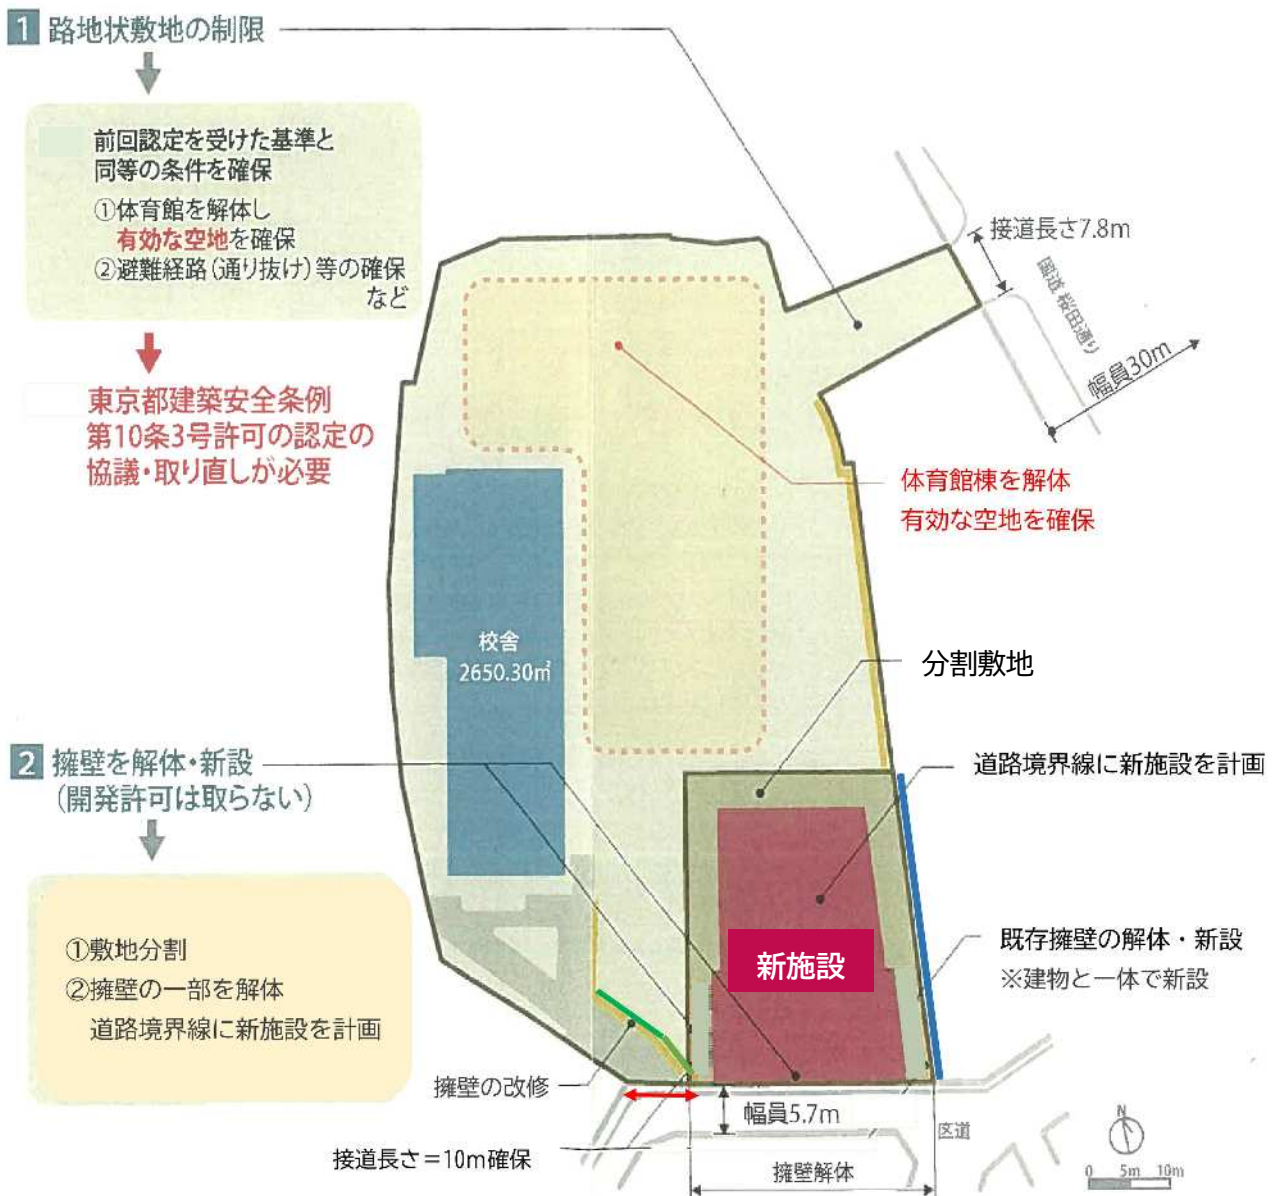 1 路地状敷地の制限
前回認定を受けた基準と
同等の条件を確保
①体育館を解体し
有効な空地を確保
②避難経路(通り抜け)等の確保
など
東京都建築安全条例
第10条3号許可の認定の
協議・取り直しが必要
接道長さ7.8m
国道 桜田通り
幅員30m
体育館棟を解体
有効な空地を確保
校舎
2650.30㎡
分割敷地
2 擁壁を解体・新設
(開発許可は取らない)
道路境界線に新施設を計画
①敷地分割
②擁壁の一部を解体
道路境界線に新施設を計画
新施設
既存擁壁の解体・新設
※建物と一体で新設
擁壁の改修
幅員5.7m
区道
接道長さ=10m確保
擁壁解体
N
0 5m 10m